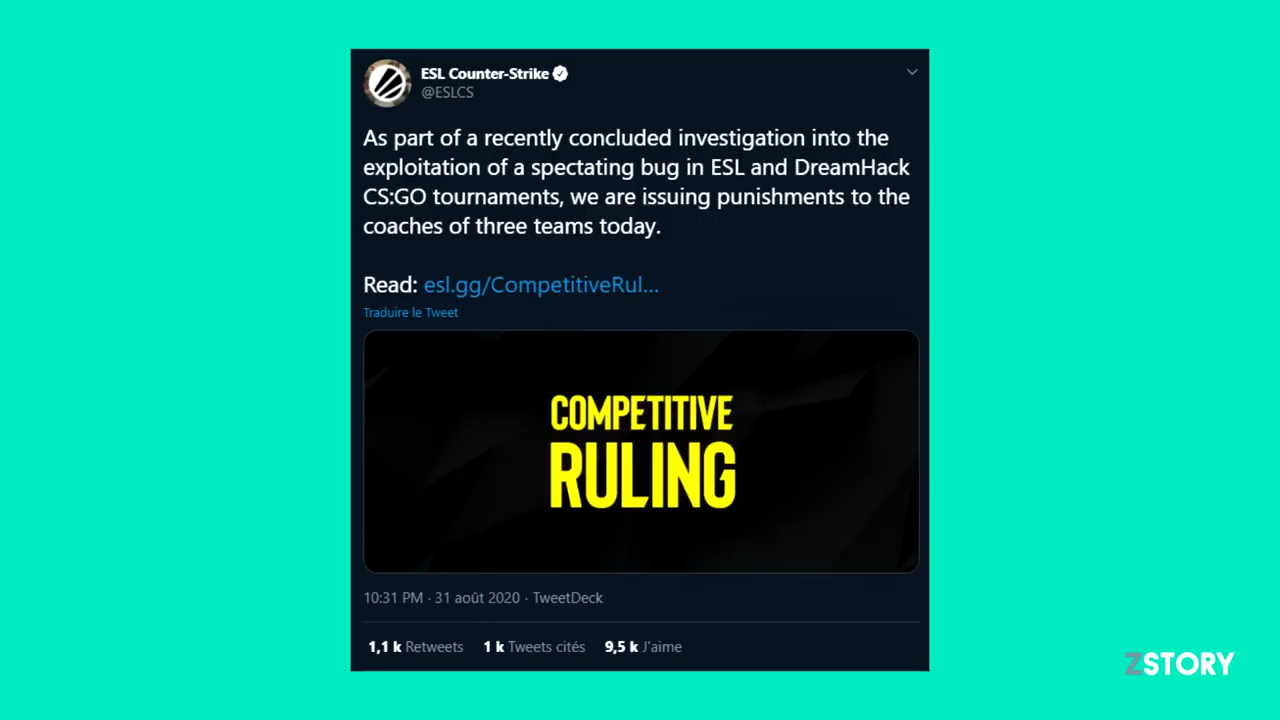 ESL Counter-Strike
@ESLCS
As part of a recently concluded investigation into the
exploitation of a spectating bug in ESL and DreamHack
CS:GO tournaments, we are issuing punishments to the
coaches of three teams today.
Read: esl.gg/CompetitiveRul...
Traduire le Tweet
COMPETITIVE
RULING
10:31 PM · 31 août 2020 · TweetDeck
1,1 k Retweets 1 k Tweets cités 9,5 k J'aime
ZSTORY